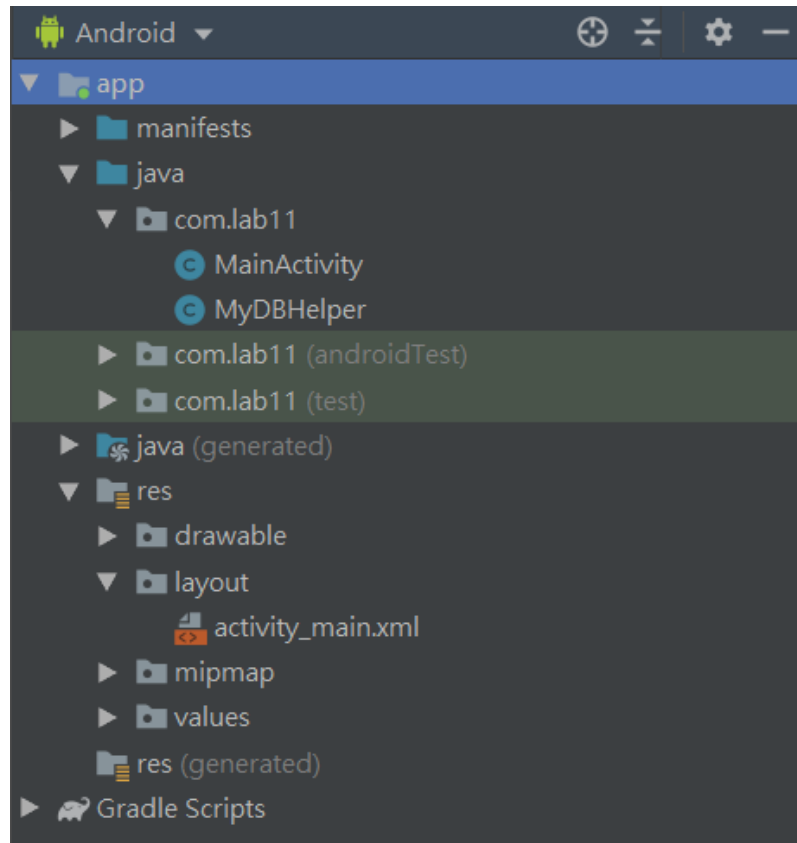 Android
app
manifests
java
com.lab11
MainActivity
MyDBHelper
com.lab11 (androidTest)
com.lab11 (test)
java (generated)
res
drawable
layout
activity_main.xml
mipmap
values
res (generated)
Gradle Scripts